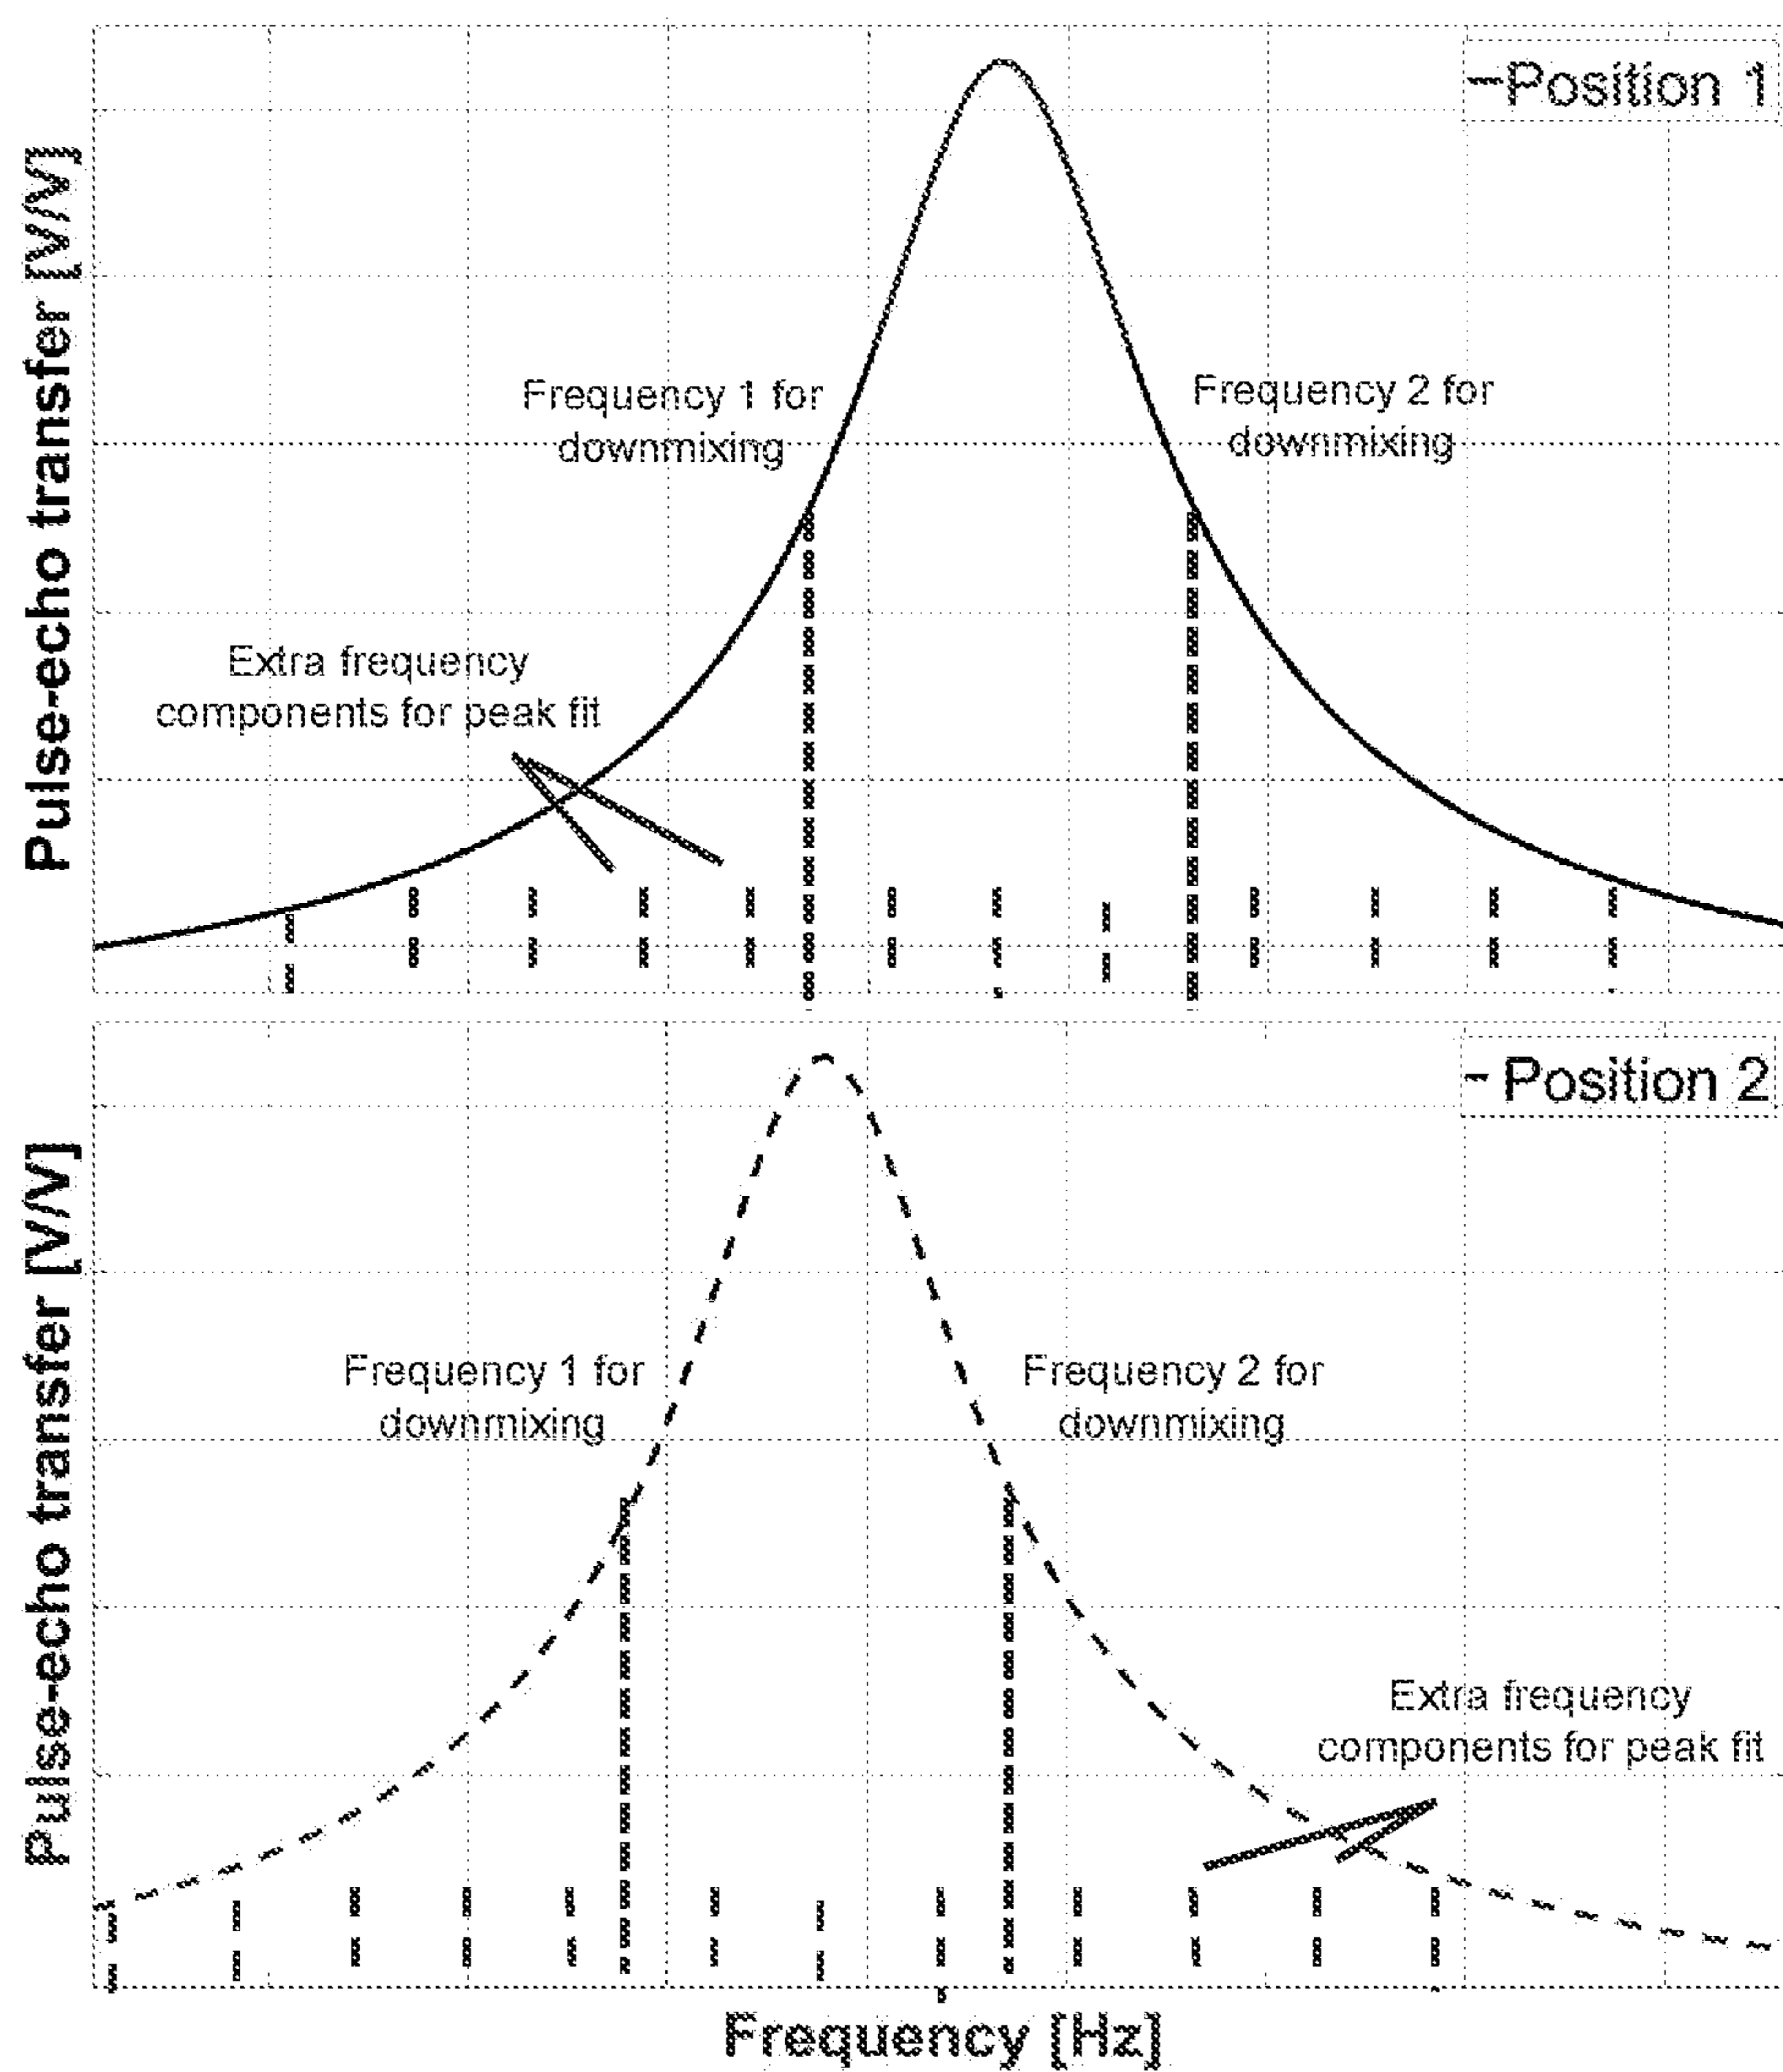 Position 1
Pulse-echo transfer [V/V]
Frequency 1 for
downmixing
Frequency 2 for
downmixing
Extra frequency
components for peak fit
Position 2
Pulse-echo transfer [V/V]
Frequency 1 for
downmixing
Frequency 2 for
downmixing
Extra frequency
components for peak fit
Frequency [Hz]